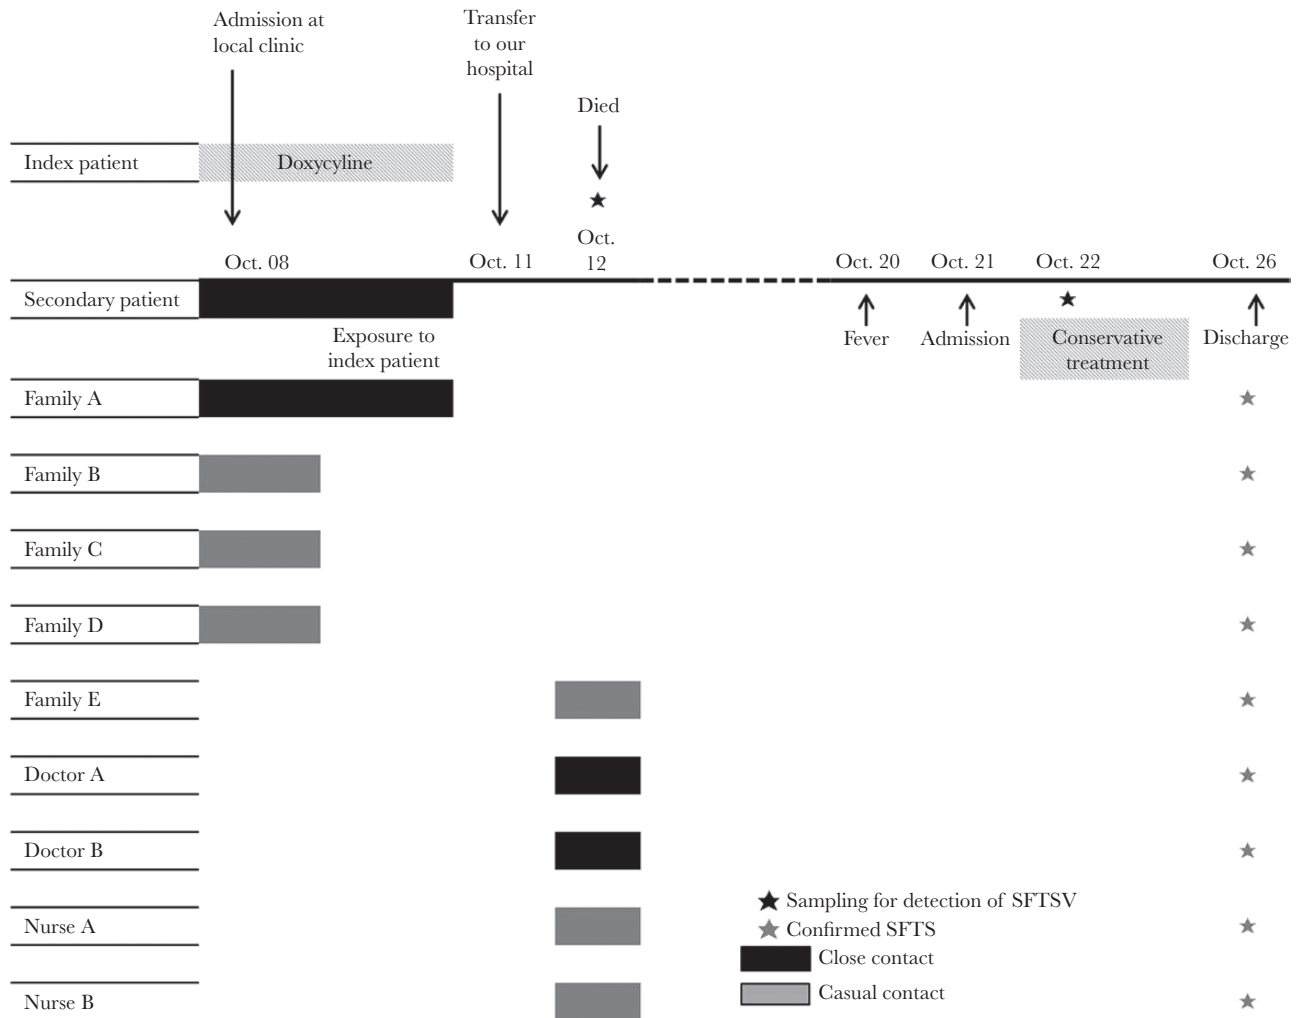 Admission at
local clinic
Transfer
to our
hospital
Died
Index patient
Doxycyline
Oct. 08
Oct. 11
Oct.
12
Oct. 20
Oct. 21
Oct. 22
Oct. 26
Secondary patient
Exposure to
index patient
Fever
Admission
Conservative
treatment
Discharge
Family A
Family B
Family C
Family D
Family E
Doctor A
Doctor B
Nurse A
Nurse B
Sampling for detection of SFTSV
Confirmed SFTS
Close contact
Casual contact